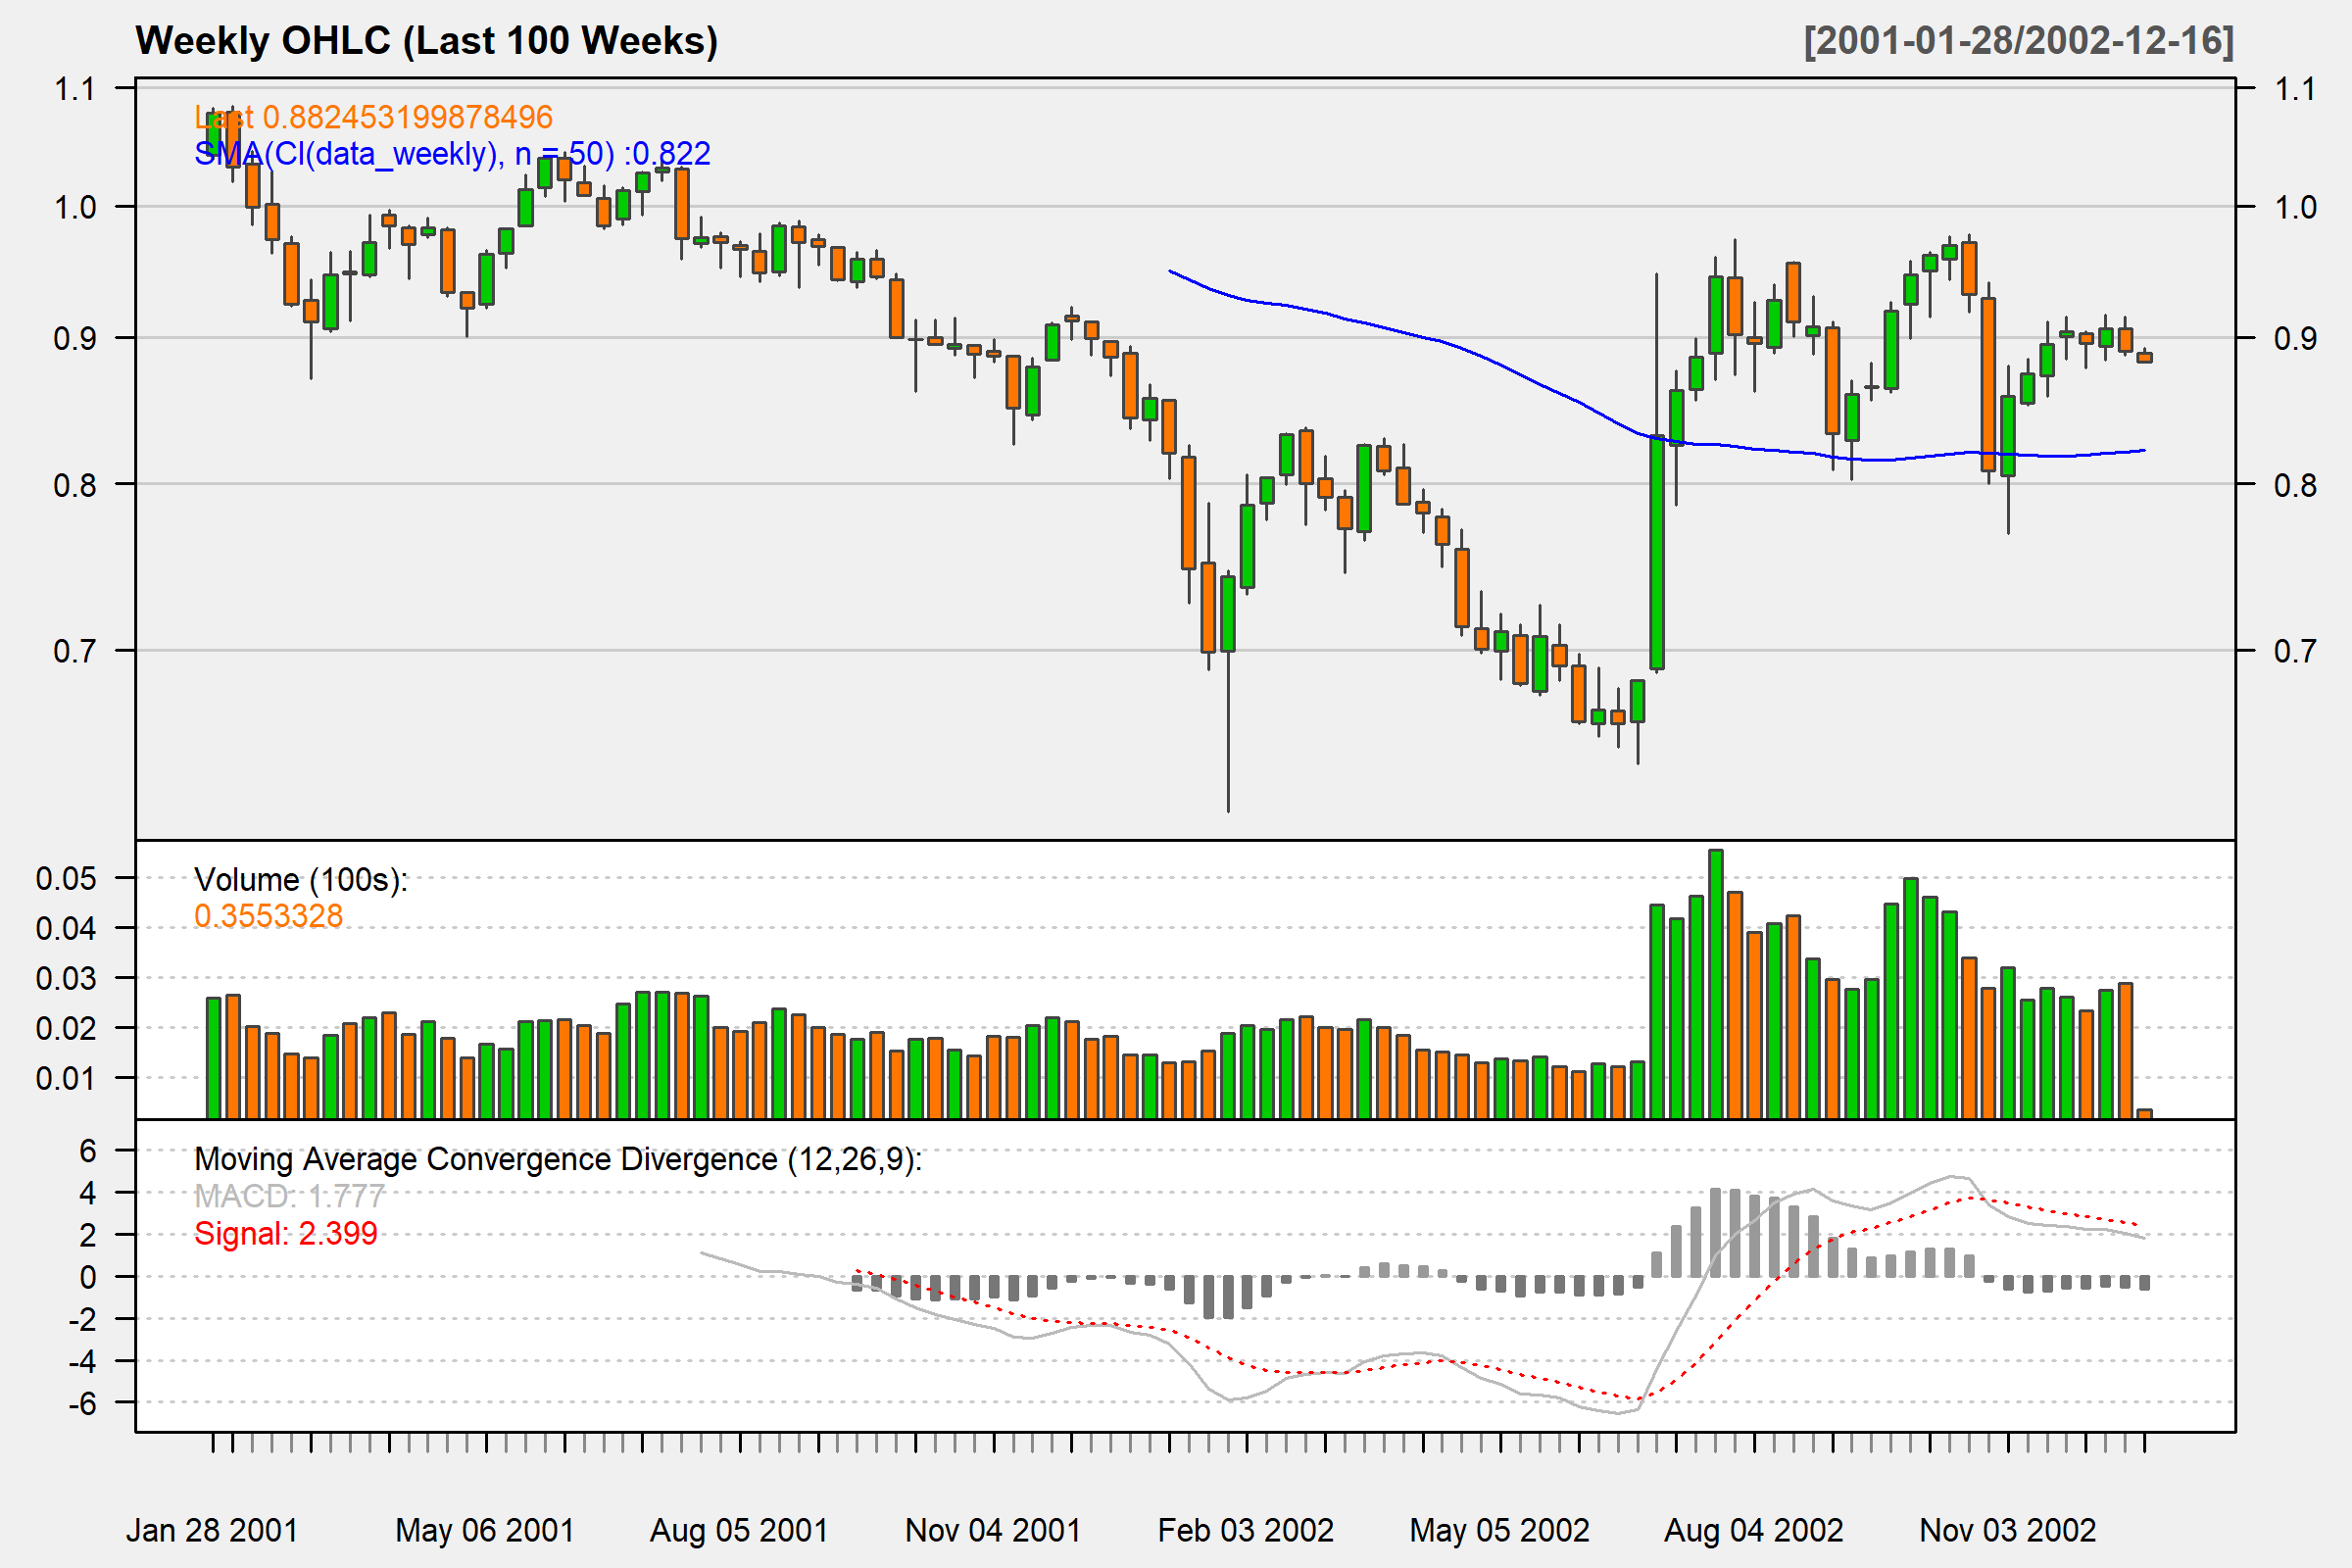 Weekly OHLC (Last 100 Weeks) [2001-01-28/2002-12-16]
1.1 1.1
Last 0.882453199878496
SMA(Cl(data_weekly), n = 50) :0.822
1.0 1.0
0.9 0.9
0.8 0.8
0.7 0.7
Volume (100s):
0.3553328
0.05
0.04
0.03
0.02
0.01
Moving Average Convergence Divergence (12,26,9):
MACD: 1.777
Signal: 2.399
6
4
2
0
-2
-4
-6
Jan 28 2001 May 06 2001 Aug 05 2001 Nov 04 2001 Feb 03 2002 May 05 2002 Aug 04 2002 Nov 03 2002